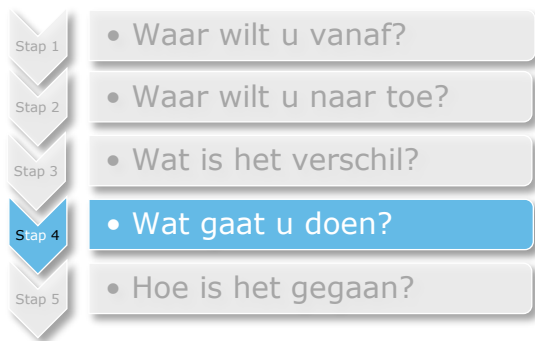 Stap 1
• Waar wilt u vanaf?
Stap 2
• Waar wilt u naar toe?
Stap 3
• Wat is het verschil?
Stap 4
• Wat gaat u doen?
Stap 5
• Hoe is het gegaan?